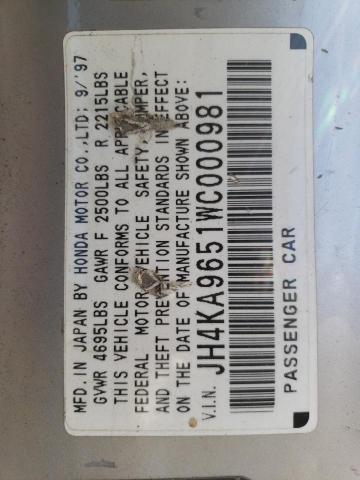 MFD. IN JAPAN BY HONDA MOTOR CO.,LTD; 9/'97
GVWR 4695LBS GAWR F 2500LBS R 2215LBS
THIS VEHICLE CONFORMS TO ALL APPLICABLE
FEDERAL MOTOR VEHICLE SAFETY, BUMPER,
AND THEFT PREVENTION STANDARDS IN EFFECT
ON THE DATE OF MANUFACTURE SHOWN ABOVE:
V.I.N. JH4KA9651WC000981
PASSENGER CAR